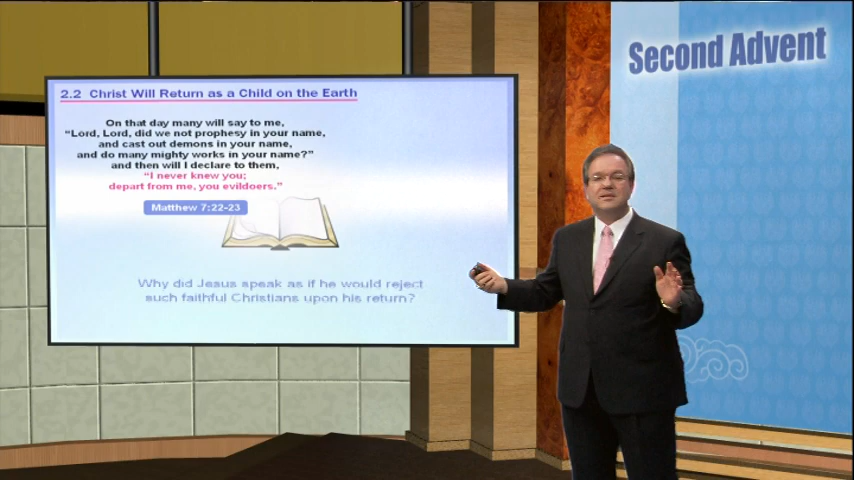 Second Advent
2.2 Christ Will Return as a Child on the Earth
On that day many will say to me,
“Lord, Lord, did we not prophesy in your name,
and cast out demons in your name,
and do many mighty works in your name?”
and then will I declare to them,
“I never knew you;
depart from me, you evildoers.”
Matthew 7:22-23
Why did Jesus speak as if he would reject
such faithful Christians upon his return?